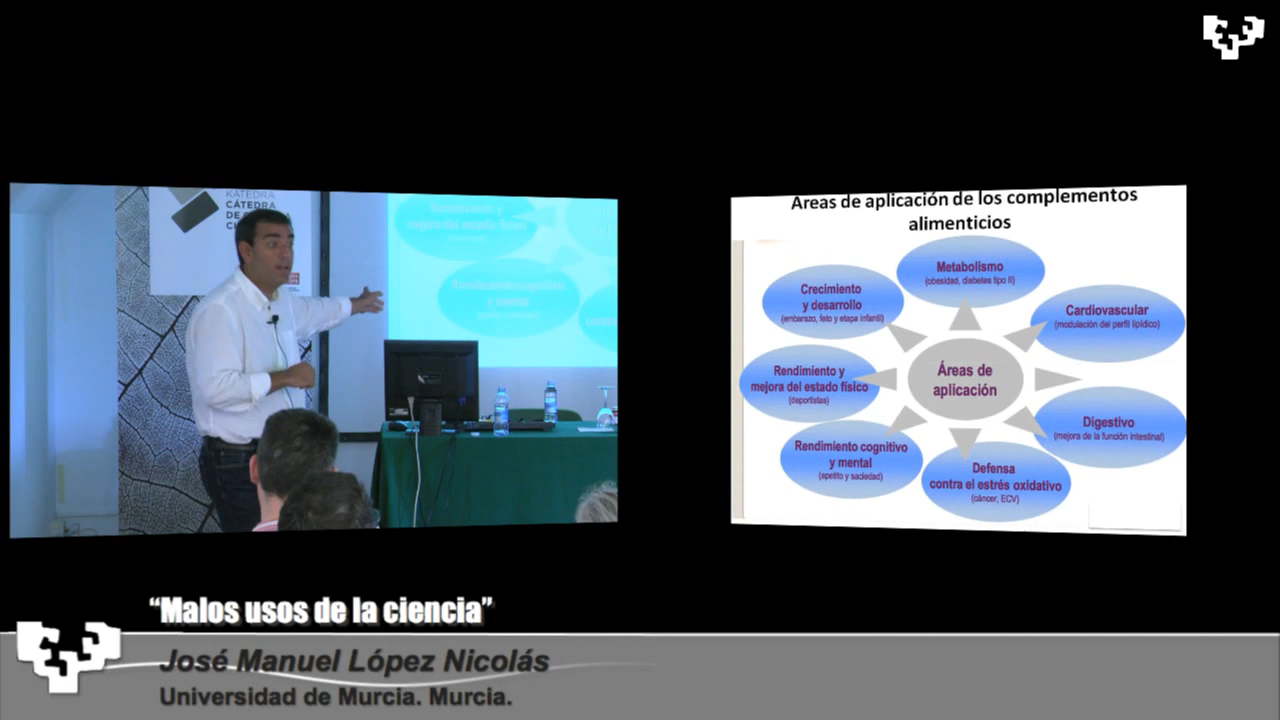 KATEDRA
CÁTEDRA
Áreas de aplicación de los complementos
alimenticios
Metabolismo
(obesidad, diabetes tipo II)
Crecimiento
y desarrollo
(embarazo, feto y etapa infantil)
Cardiovascular
(modulación del perfil lipídico)
Rendimiento y
mejora del estado físico
(deportistas)
Áreas de
aplicación
Digestivo
(mejora de la función intestinal)
Rendimiento cognitivo
y mental
(apetito y saciedad)
Defensa
contra el estrés oxidativo
(cáncer, ECV)
“Malos usos de la ciencia”
José Manuel López Nicolás
Universidad de Murcia. Murcia.